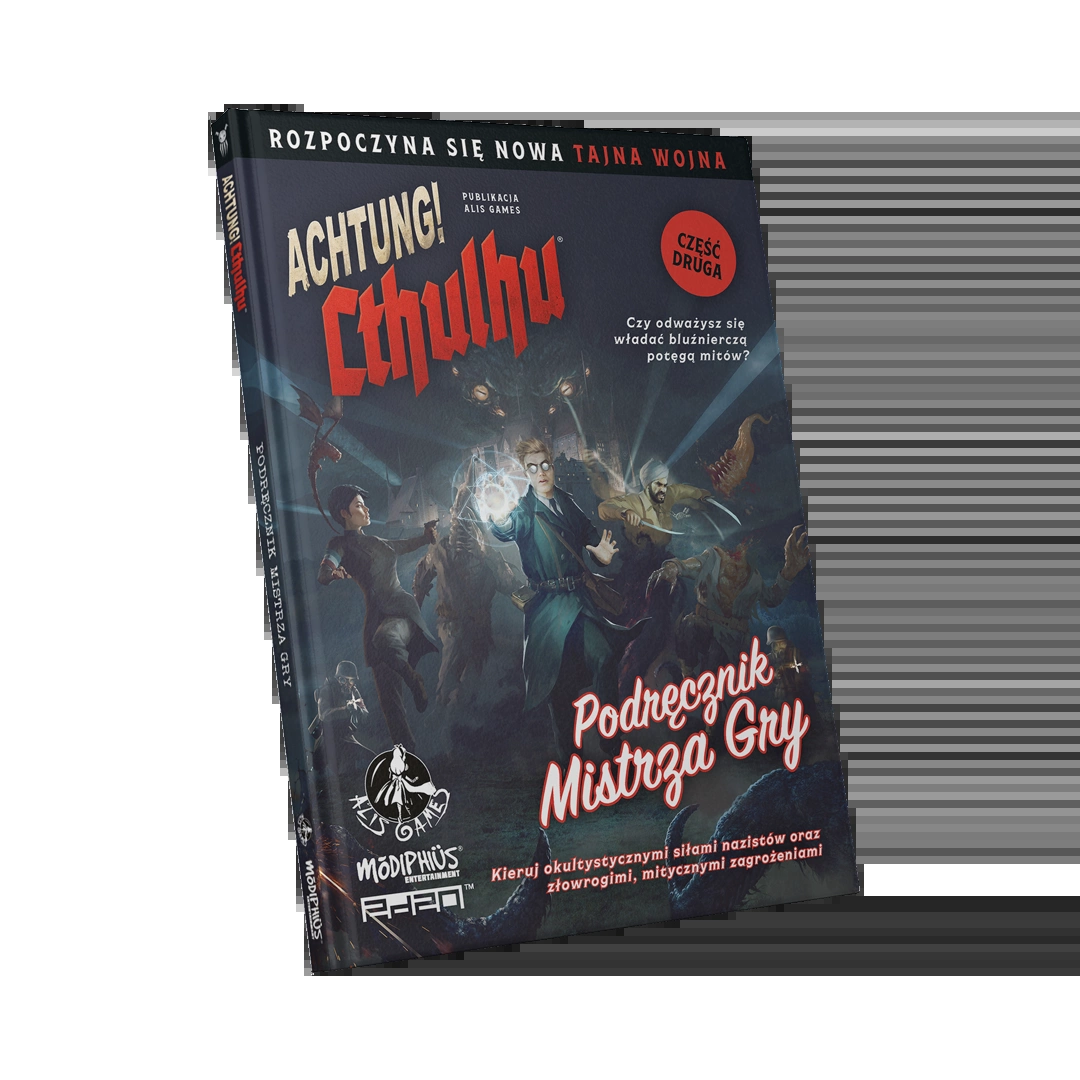 ROZPOCZYNA SIĘ NOWA TAJNA WOJNA
ACHTUNG!
Cthulhu®
PUBLIKACJA
ALIS GAMES
CZĘŚĆ
DRUGA
Czy odważysz się
władać bluźnierczą
potęgą mitów?
Podręcznik
Mistrza Gry
Kieruj okultystycznymi siłami nazistów oraz
złowrogimi, mitycznymi zagrożeniami
ALIS GAMES
MŌDIPHIÜS®
ENTERTAINMENT
ACHTUNG! Cthulhu
PODRĘCZNIK MISTRZA GRY
MŌDIPHIÜS